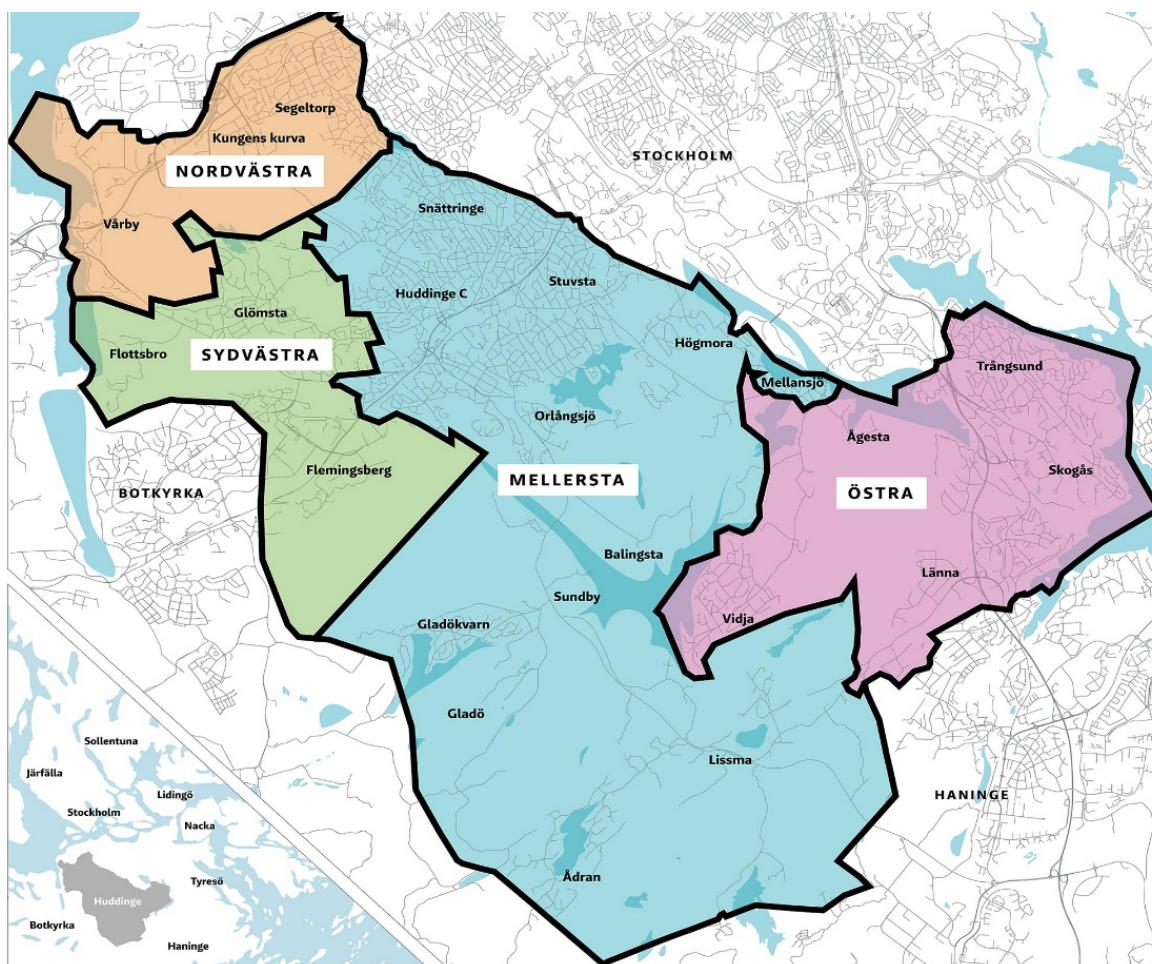 Segeltorp
Kungens kurva
NORDVÄSTRA
STOCKHOLM
Snättringe
Vårby
Stuvsta
Huddinge C
Glömsta
Högmora
Flottsbro
SYDVÄSTRA
Trångsund
Mellansjö
Orlångsjö
Ågesta
Flemingsberg
Skogås
MELLERSTA
BOTKYRKA
ÖSTRA
Balingsta
Länna
Sundby
Vidja
Gladökvarn
Gladö
Lissma
HANINGE
Ådran
Sollentuna
Järfälla
Lidingö
Stockholm
Nacka
Tyresö
Huddinge
Botkyrka
Haninge